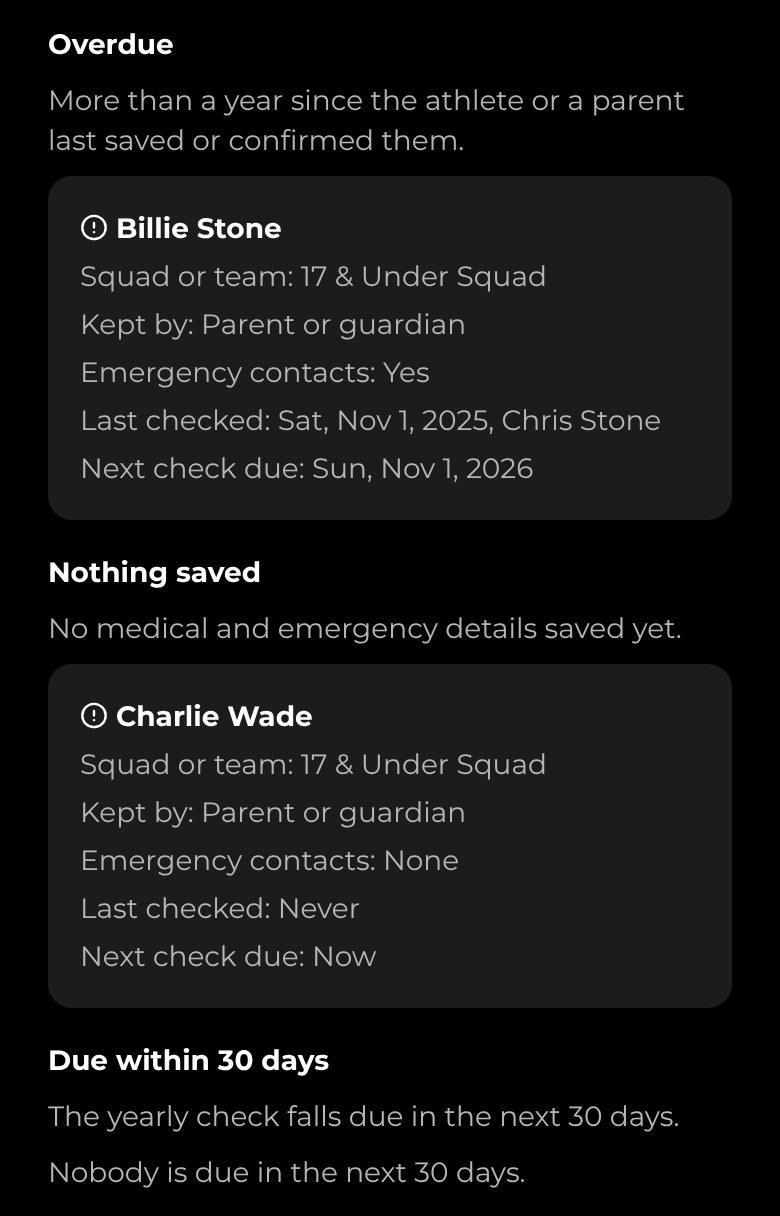 Overdue
More than a year since the athlete or a parent
last saved or confirmed them.
Billie Stone
Squad or team: 17 & Under Squad
Kept by: Parent or guardian
Emergency contacts: Yes
Last checked: Sat, Nov 1, 2025, Chris Stone
Next check due: Sun, Nov 1, 2026
Nothing saved
No medical and emergency details saved yet.
Charlie Wade
Squad or team: 17 & Under Squad
Kept by: Parent or guardian
Emergency contacts: None
Last checked: Never
Next check due: Now
Due within 30 days
The yearly check falls due in the next 30 days.
Nobody is due in the next 30 days.